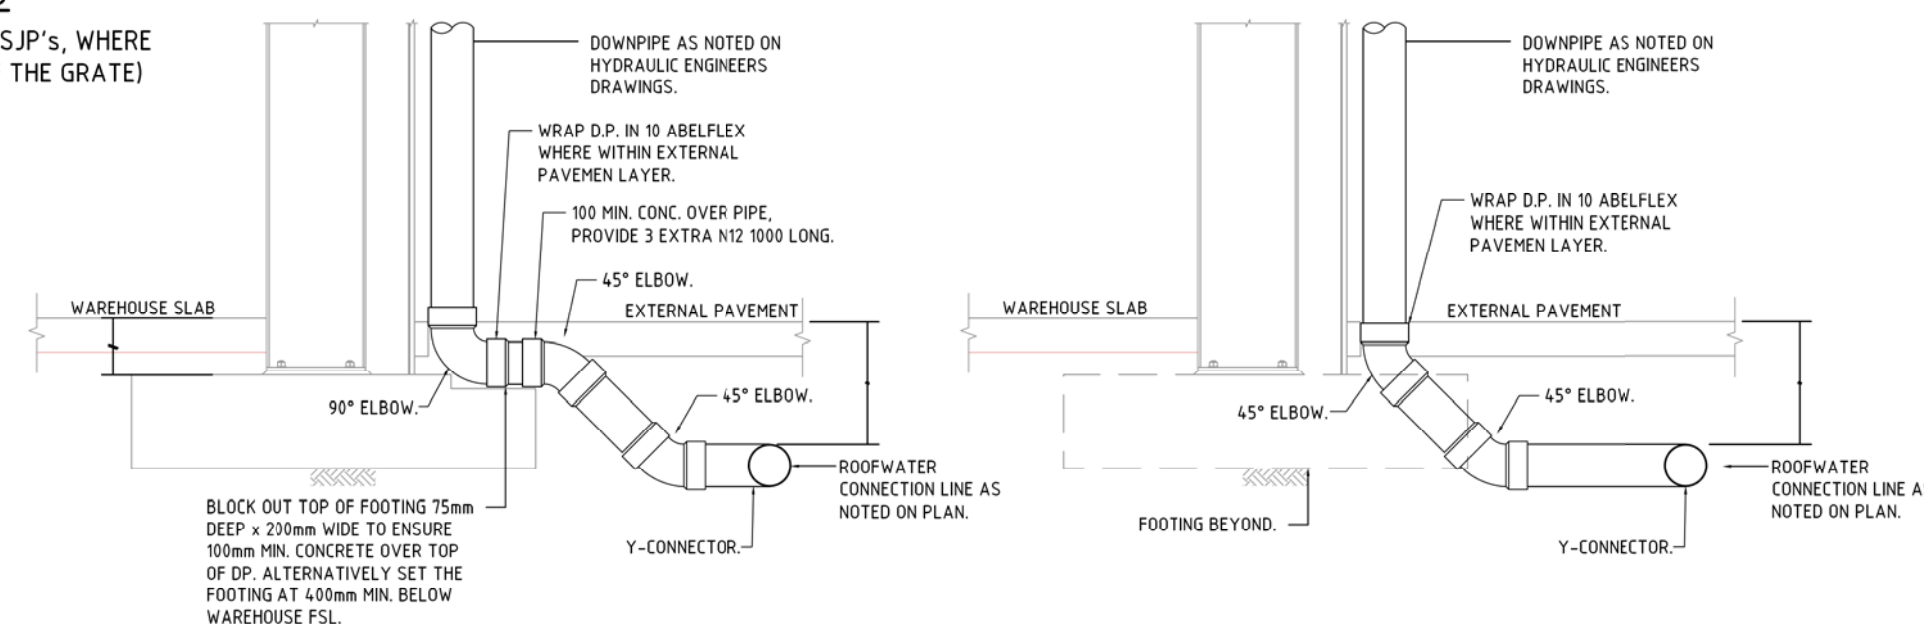 SJP's, WHERE
THE GRATE)
DOWNPIPE AS NOTED ON
HYDRAULIC ENGINEERS
DRAWINGS.
WRAP D.P. IN 10 ABELFLEX
WHERE WITHIN EXTERNAL
PAVEMEN LAYER.
100 MIN. CONC. OVER PIPE,
PROVIDE 3 EXTRA N12 1000 LONG.
45° ELBOW.
WAREHOUSE SLAB
EXTERNAL PAVEMENT
90° ELBOW.
45° ELBOW.
ROOFWATER
CONNECTION LINE AS
NOTED ON PLAN.
BLOCK OUT TOP OF FOOTING 75mm
DEEP x 200mm WIDE TO ENSURE
100mm MIN. CONCRETE OVER TOP
OF DP. ALTERNATIVELY SET THE
FOOTING AT 400mm MIN. BELOW
WAREHOUSE FSL.
Y-CONNECTOR.
DOWNPIPE AS NOTED ON
HYDRAULIC ENGINEERS
DRAWINGS.
WRAP D.P. IN 10 ABELFLEX
WHERE WITHIN EXTERNAL
PAVEMEN LAYER.
WAREHOUSE SLAB
EXTERNAL PAVEMENT
45° ELBOW.
45° ELBOW.
ROOFWATER
CONNECTION LINE AS
NOTED ON PLAN.
FOOTING BEYOND.
Y-CONNECTOR.